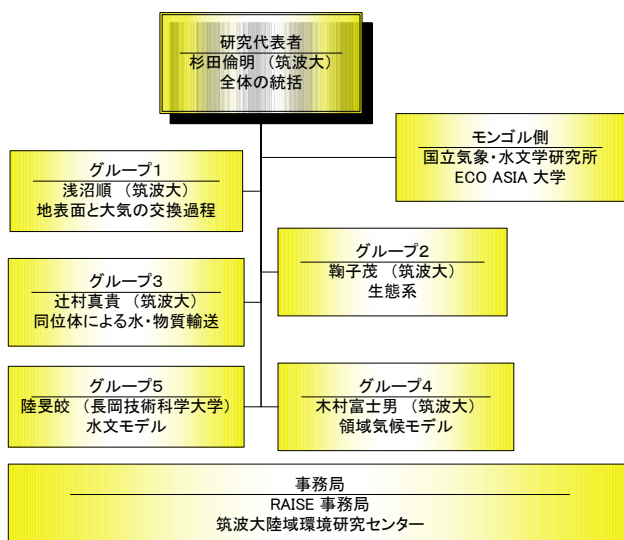 研究代表者
杉田倫明 (筑波大)
全体の統括
モンゴル側
国立気象・水文学研究所
ECO ASIA 大学
グループ1
浅沼順 (筑波大)
地表面と大気の交換過程
グループ2
鞠子茂 (筑波大)
生態系
グループ3
辻村真貴 (筑波大)
同位体による水・物質輸送
グループ5
陸旻皎 (長岡技術科学大学)
水文モデル
グループ4
木村富士男 (筑波大)
領域気候モデル
事務局
RAISE 事務局
筑波大陸域環境研究センター